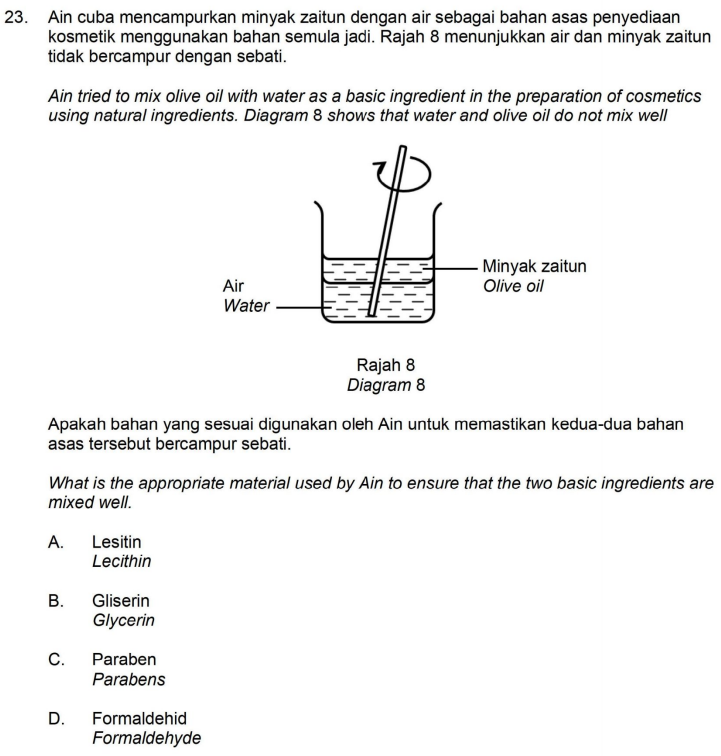 23. Ain cuba mencampurkan minyak zaitun dengan air sebagai bahan asas penyediaan
kosmetik menggunakan bahan semula jadi. Rajah 8 menunjukkan air dan minyak zaitun
tidak bercampur dengan sebati.
Ain tried to mix olive oil with water as a basic ingredient in the preparation of cosmetics
using natural ingredients. Diagram 8 shows that water and olive oil do not mix well
Minyak zaitun
Olive oil
Air
Water
Rajah 8
Diagram 8
Apakah bahan yang sesuai digunakan oleh Ain untuk memastikan kedua-dua bahan
asas tersebut bercampur sebati.
What is the appropriate material used by Ain to ensure that the two basic ingredients are
mixed well.
A. Lesitin
Lecithin
B. Gliserin
Glycerin
C. Paraben
Parabens
D. Formaldehid
Formaldehyde